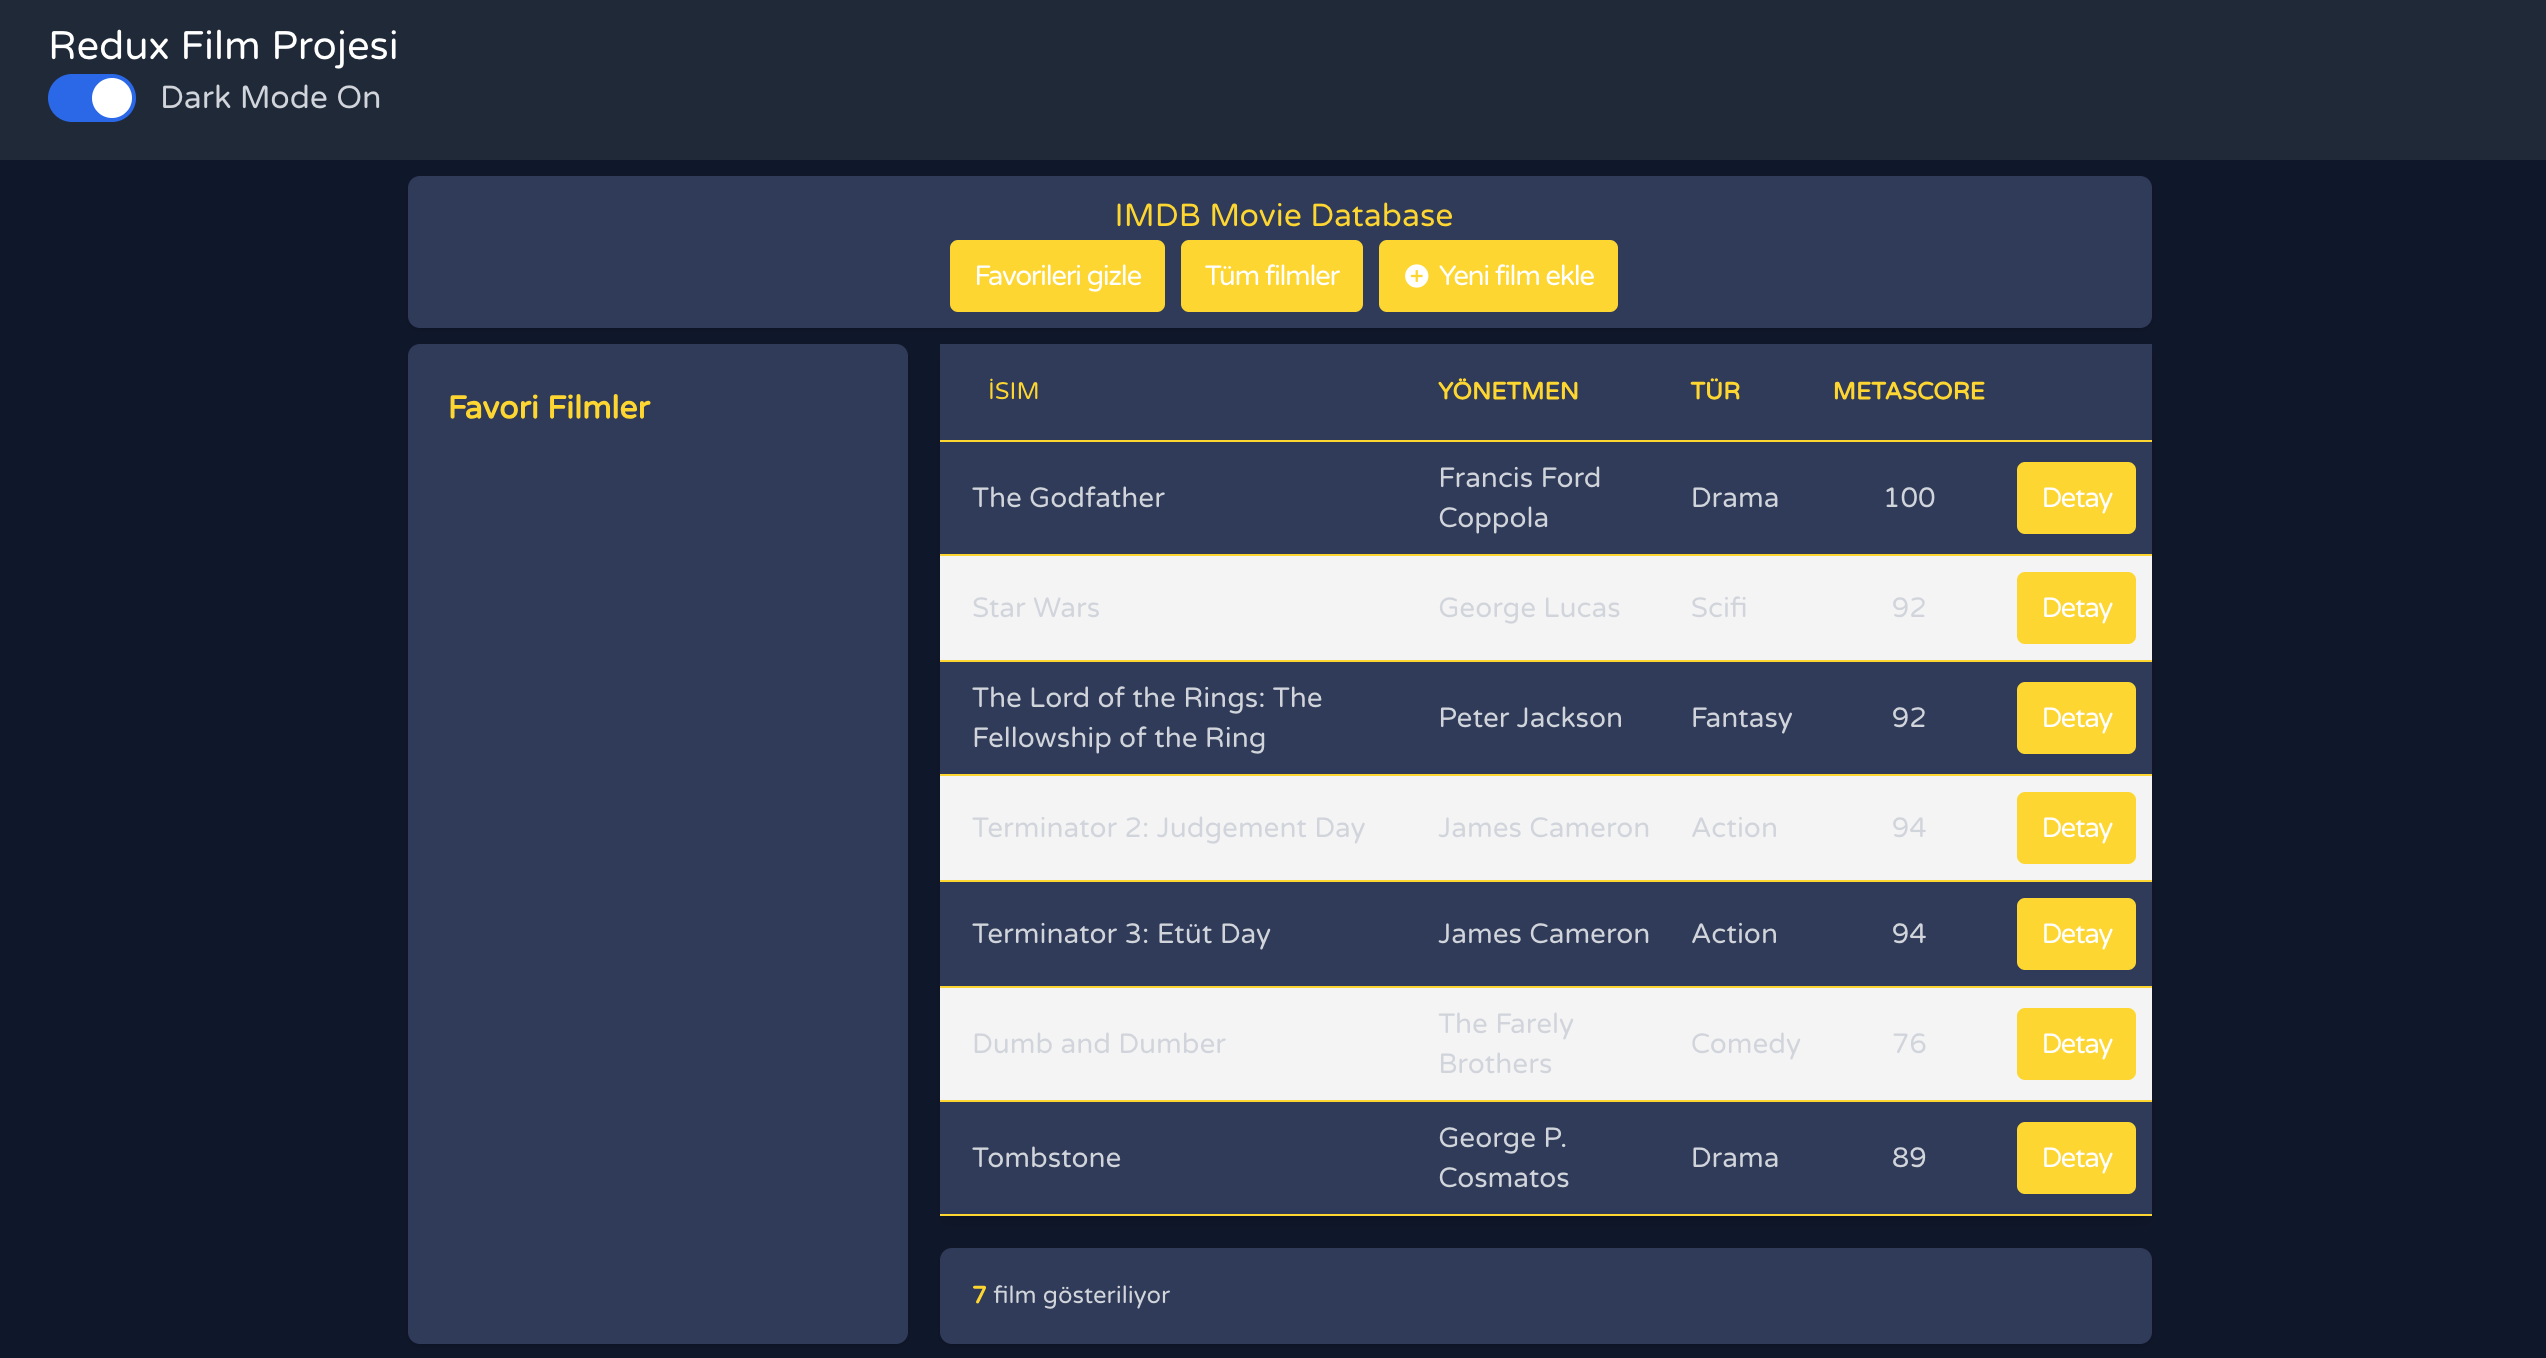 Redux Film Projesi
Dark Mode On
IMDB Movie Database
Favorileri gizle
Tüm filmler
Yeni film ekle
Favori Filmler
İSIM YÖNETMEN TÜR METASCORE
The Godfather Francis Ford Coppola Drama 100 Detay
Star Wars George Lucas Scifi 92 Detay
The Lord of the Rings: The Fellowship of the Ring Peter Jackson Fantasy 92 Detay
Terminator 2: Judgement Day James Cameron Action 94 Detay
Terminator 3: Etüt Day James Cameron Action 94 Detay
Dumb and Dumber The Farely Brothers Comedy 76 Detay
Tombstone George P. Cosmatos Drama 89 Detay
7 film gösteriliyor